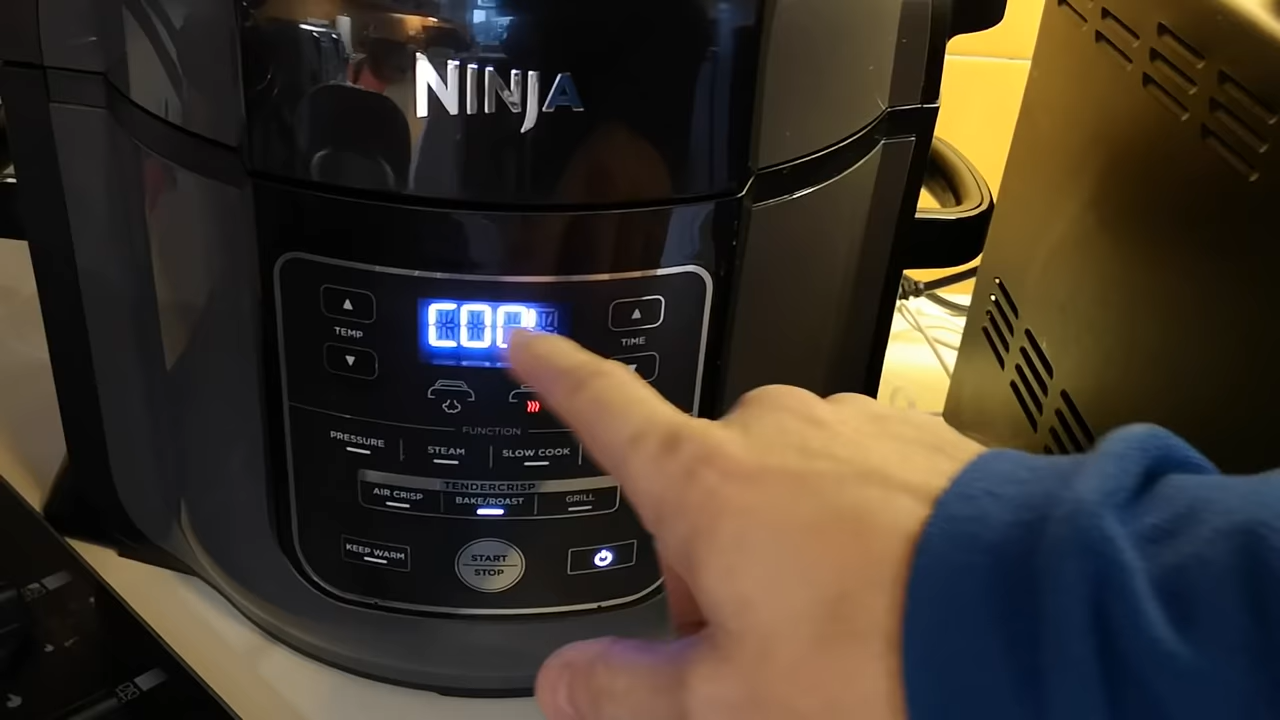 NINJA
TEMP
TIME
FUNCTION
PRESSURE
STEAM
SLOW COOK
TENDERCRISP
AIR CRISP
BAKE/ROAST
GRILL
KEEP WARM
START
STOP